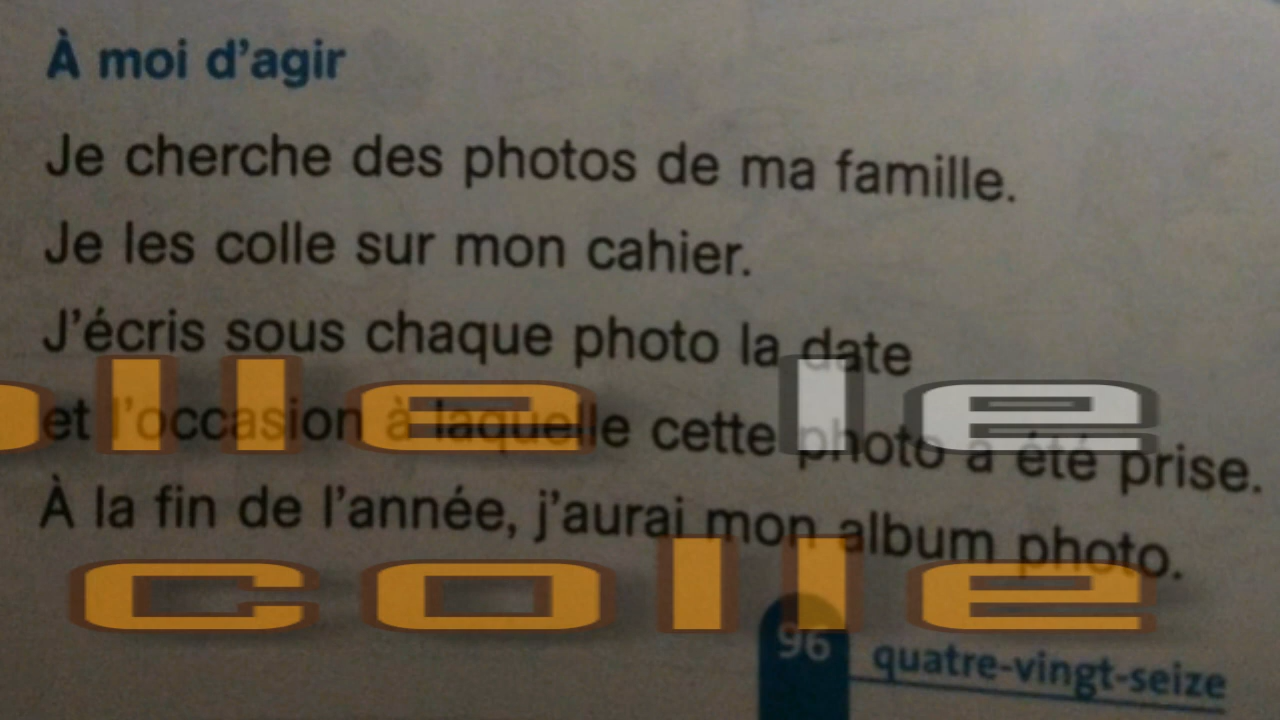 À moi d'agir
Je cherche des photos de ma famille.
Je les colle sur mon cahier.
J'écris sous chaque photo la date
et l'occasion à laquelle cette photo a été prise.
À la fin de l'année, j'aurai mon album photo.
lle le
colle
96 quatre-vingt-seize